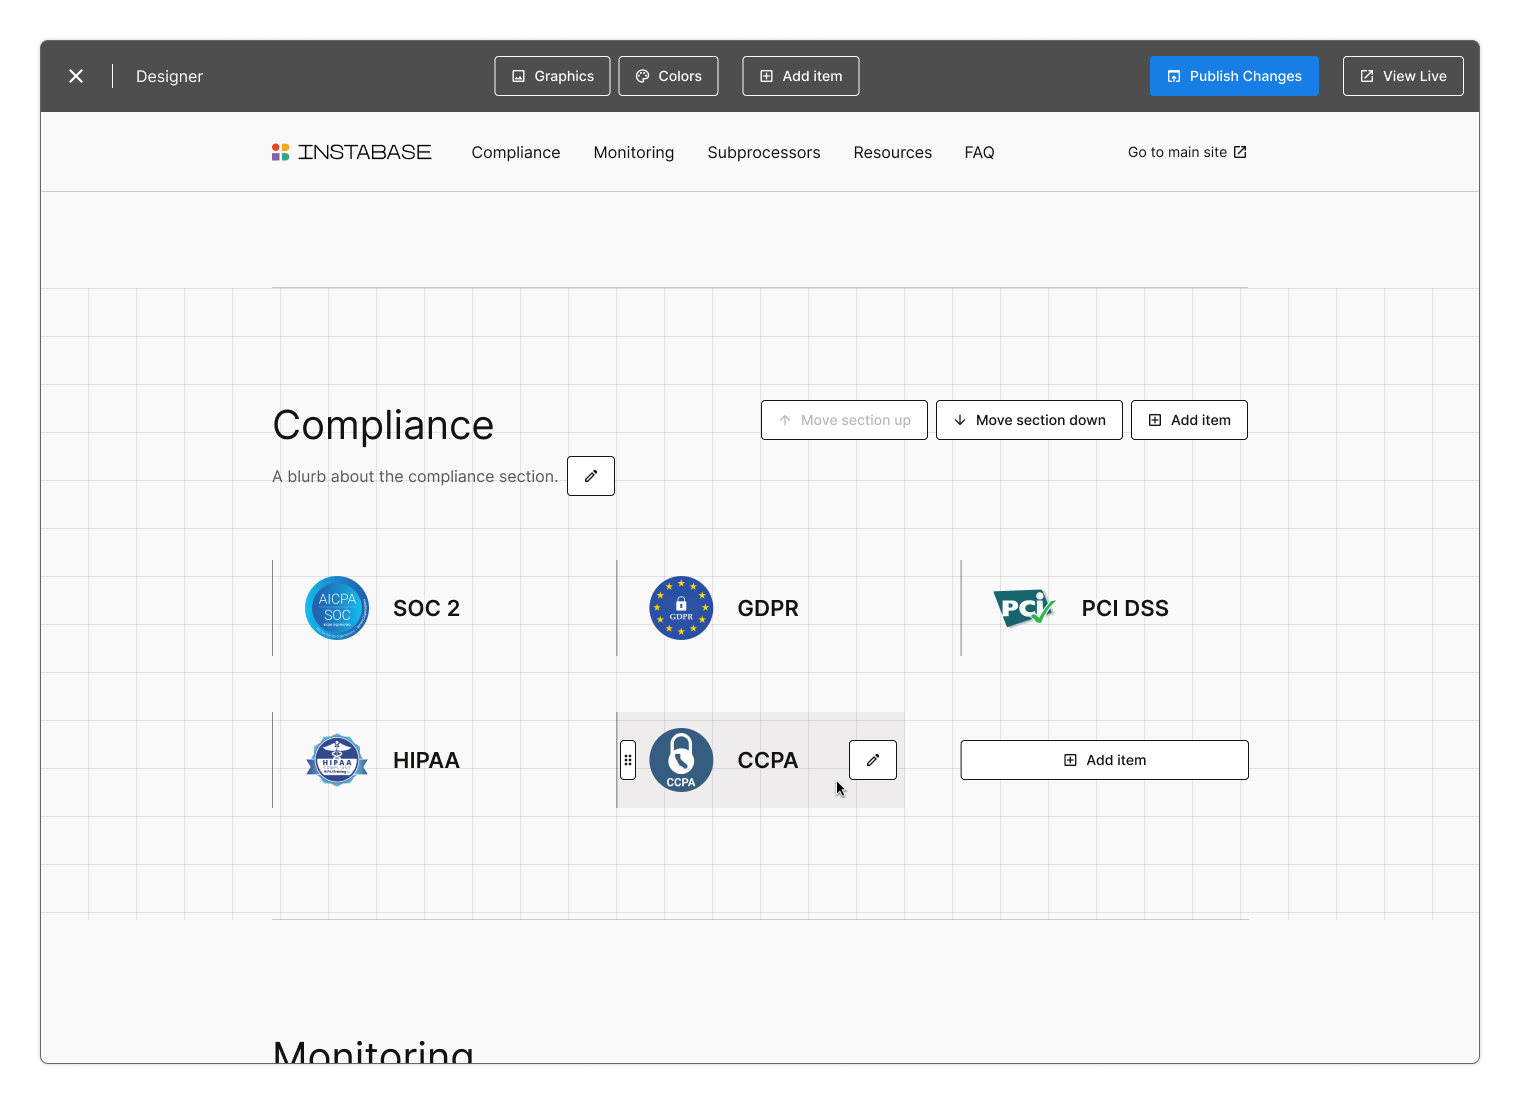 Designer
Graphics
Colors
Add item
Publish Changes
View Live
INSTABASE
Compliance
Monitoring
Subprocessors
Resources
FAQ
Go to main site
Compliance
Move section up
Move section down
Add item
A blurb about the compliance section.
AICPA
SOC
SOC 2
GDPR
GDPR
PCI
PCI DSS
HIPAA
COMPLIANT
HIPAA
CCPA
CCPA
Add item
Monitoring